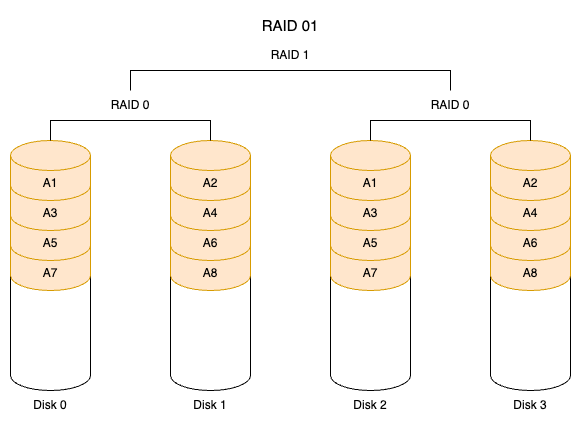 RAID 01
RAID 1
RAID 0 RAID 0
A1 A2 A1 A2
A3 A4 A3 A4
A5 A6 A5 A6
A7 A8 A7 A8
Disk 0 Disk 1 Disk 2 Disk 3